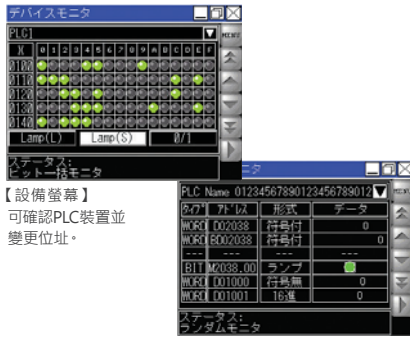 デバイスモニタ
PLC1
X 0 1 2 3 4 5 6 7 8 9 A B C D E F
0100
0110
0120
0130
0140
Lamp(L) Lamp(S) 0/1
ステータス:
ビット一括モニタ
【設備螢幕】
可確認PLC裝置並
變更位址。
ニタ
PLC Name 01234567890123456789012
ﾀｲﾌﾟ ｱﾄﾞﾚｽ 形式 データ
WORD D02038 符号付 0
WORD BD02038 符号付 0
--- --- --- ---
BIT M2038.00 ランプ
WORD D01000 符号無 0
WORD D01001 16進 0
ステータス:
ランダムモニタ